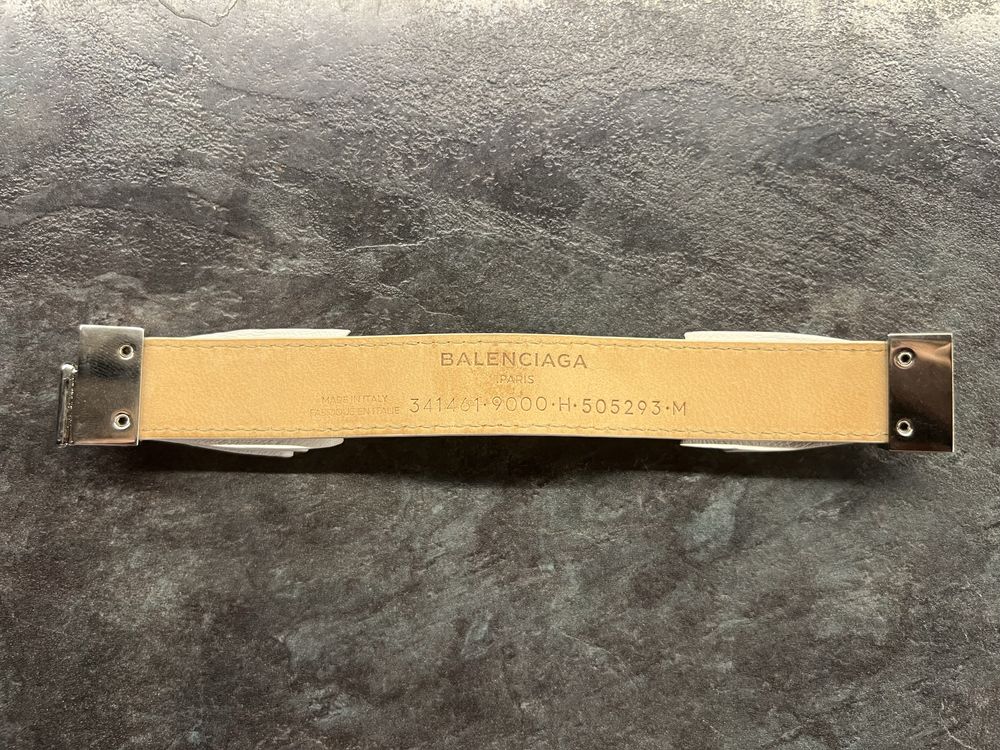 BALENCIAGA
PARIS
MADE IN ITALY
FABRIQUÉ EN ITALIE
341461·9000·H·505293·M